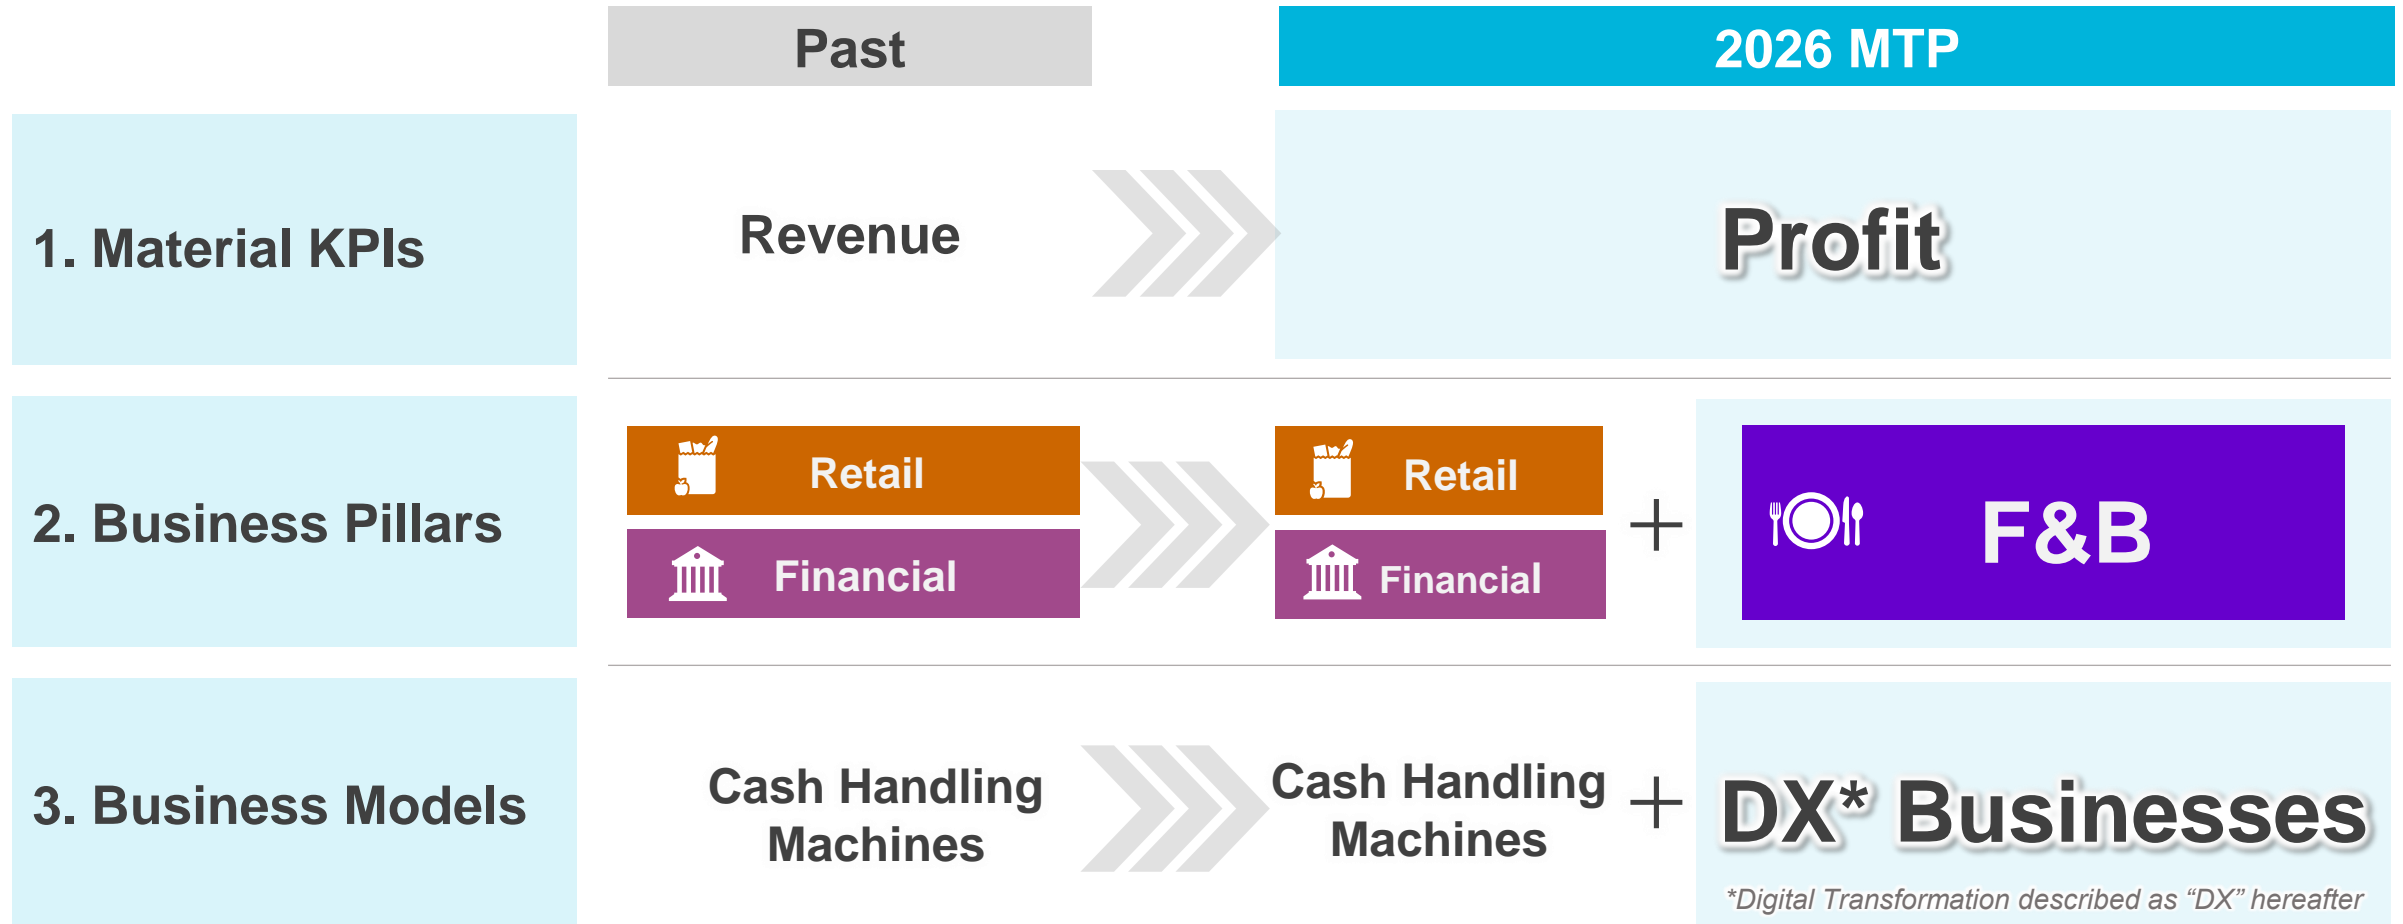 Past
2026 MTP
1. Material KPIs
Revenue
Profit
2. Business Pillars
Retail
Financial
Retail
Financial
+
F&B
3. Business Models
Cash Handling
Machines
Cash Handling
Machines
+
DX* Businesses
*Digital Transformation described as “DX” hereafter